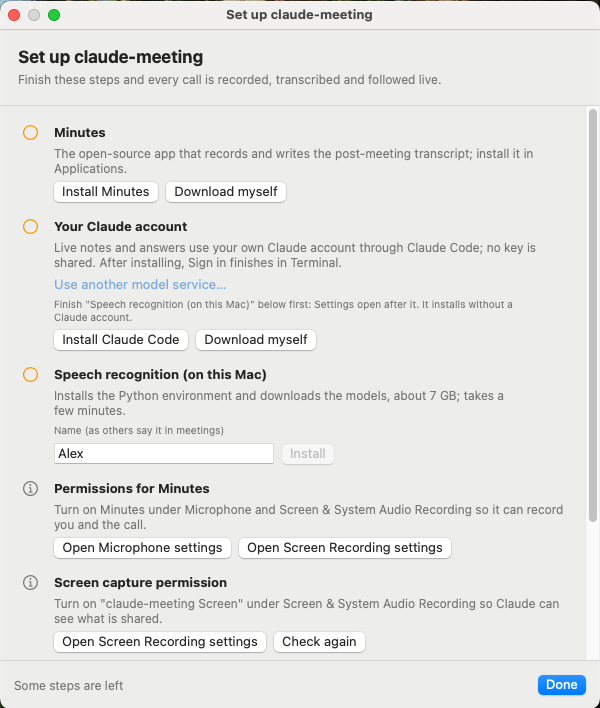 Set up claude-meeting
Set up claude-meeting
Finish these steps and every call is recorded, transcribed and followed live.
Minutes
The open-source app that records and writes the post-meeting transcript; install it in
Applications.
Install Minutes
Download myself
Your Claude account
Live notes and answers use your own Claude account through Claude Code; no key is
shared. After installing, Sign in finishes in Terminal.
Use another model service...
Finish "Speech recognition (on this Mac)" below first: Settings open after it. It installs without a
Claude account.
Install Claude Code
Download myself
Speech recognition (on this Mac)
Installs the Python environment and downloads the models, about 7 GB; takes a
few minutes.
Name (as others say it in meetings)
Alex
Install
Permissions for Minutes
Turn on Minutes under Microphone and Screen & System Audio Recording so it can record
you and the call.
Open Microphone settings
Open Screen Recording settings
Screen capture permission
Turn on "claude-meeting Screen" under Screen & System Audio Recording so Claude can
see what is shared.
Open Screen Recording settings
Check again
Some steps are left
Done